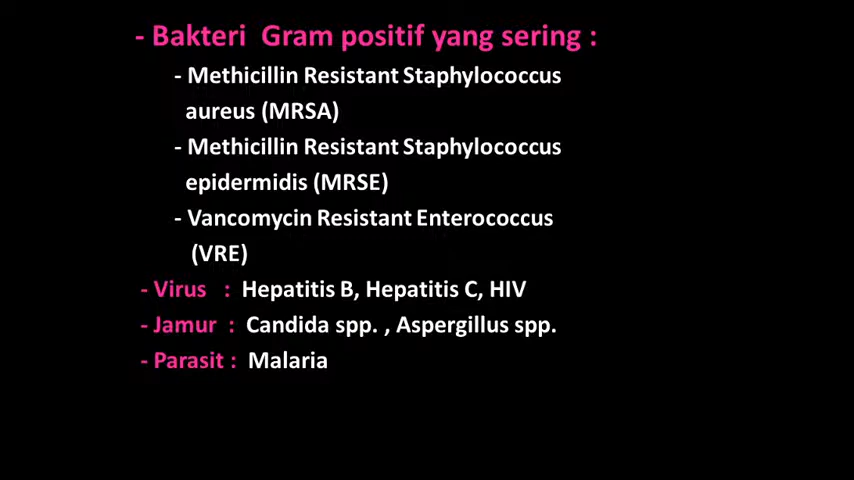 - Bakteri Gram positif yang sering :
- Methicillin Resistant Staphylococcus
aureus (MRSA)
- Methicillin Resistant Staphylococcus
epidermidis (MRSE)
- Vancomycin Resistant Enterococcus
(VRE)
- Virus : Hepatitis B, Hepatitis C, HIV
- Jamur : Candida spp. , Aspergillus spp.
- Parasit : Malaria